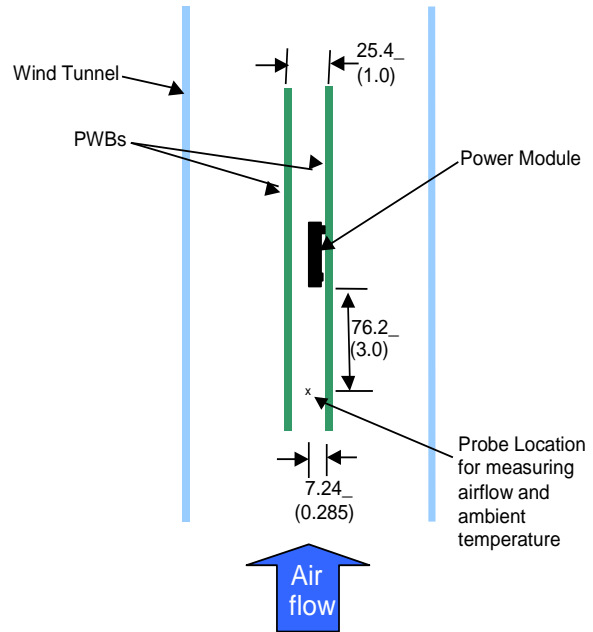 25.4_
(1.0)
Wind Tunnel
PWBs
Power Module
76.2_
(3.0)
x
Probe Location
for measuring
airflow and
ambient
temperature
7.24_
(0.285)
Air
flow